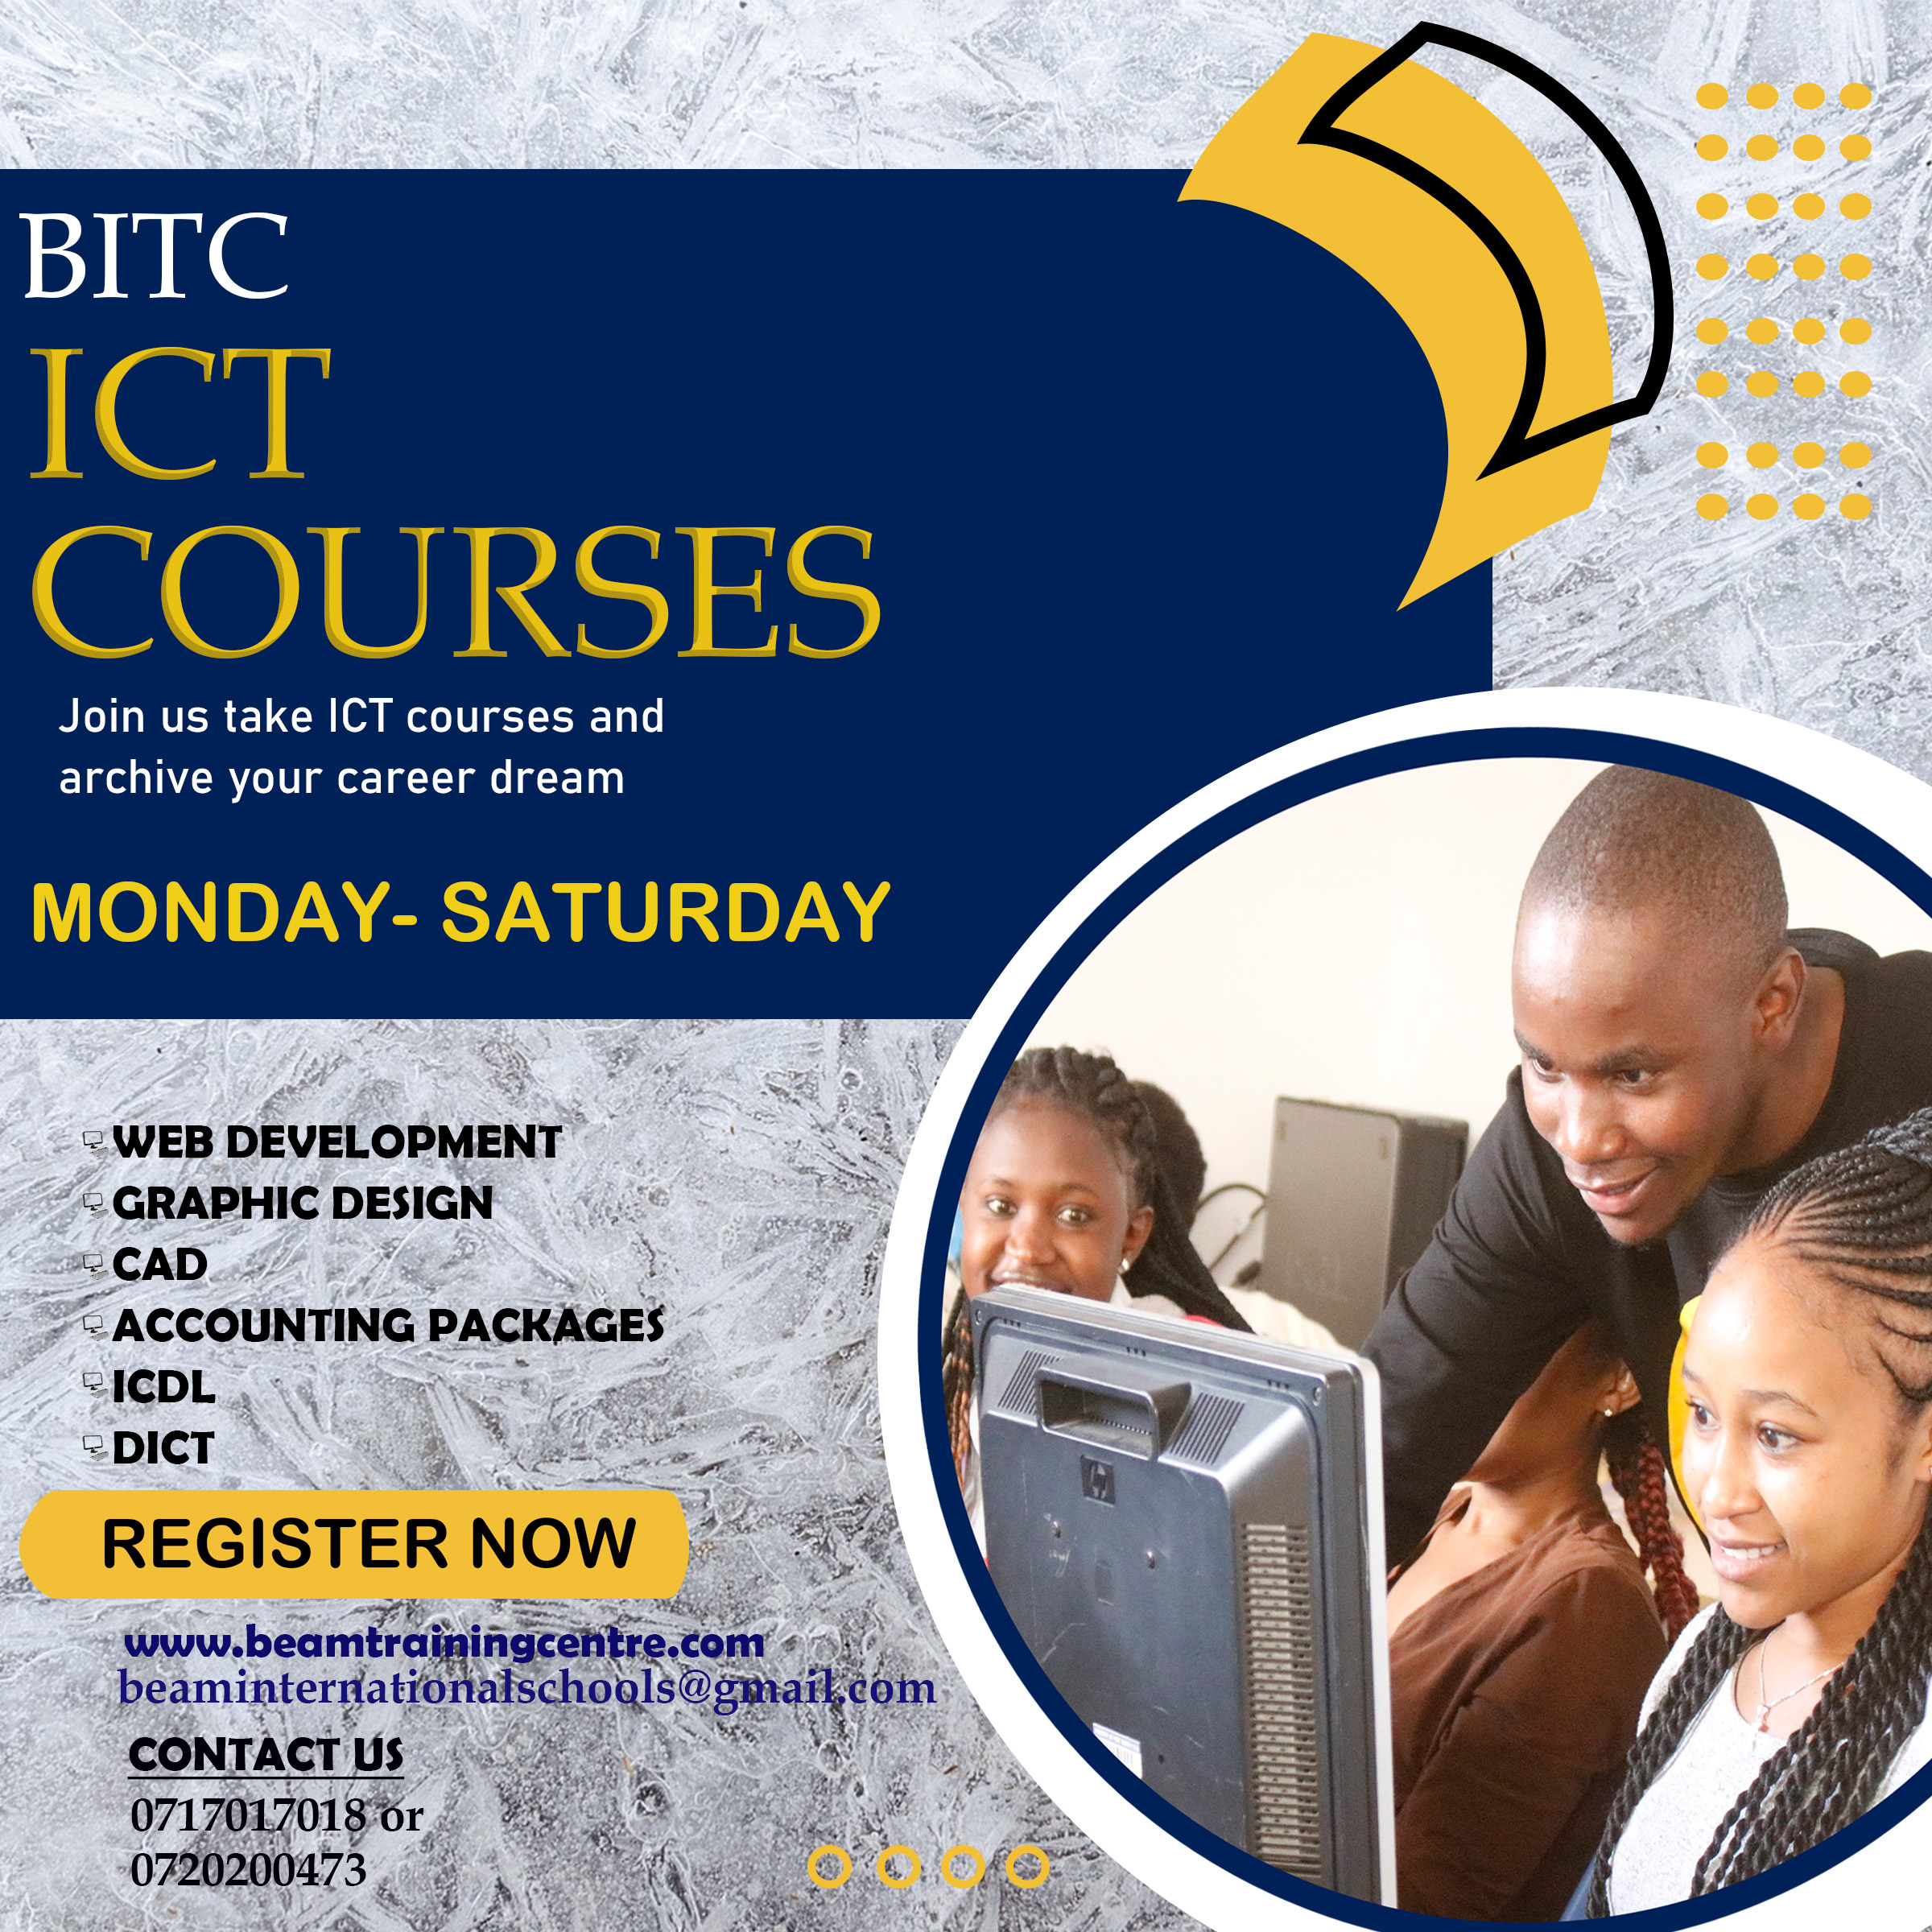 BITC
ICT
COURSES
Join us take ICT courses and
archive your career dream
MONDAY- SATURDAY
WEB DEVELOPMENT
GRAPHIC DESIGN
CAD
ACCOUNTING PACKAGES
ICDL
DICT
REGISTER NOW
www.beamtrainingcentre.com
beaminternationalschools@gmail.com
CONTACT US
0717017018 or
0720200473
hp